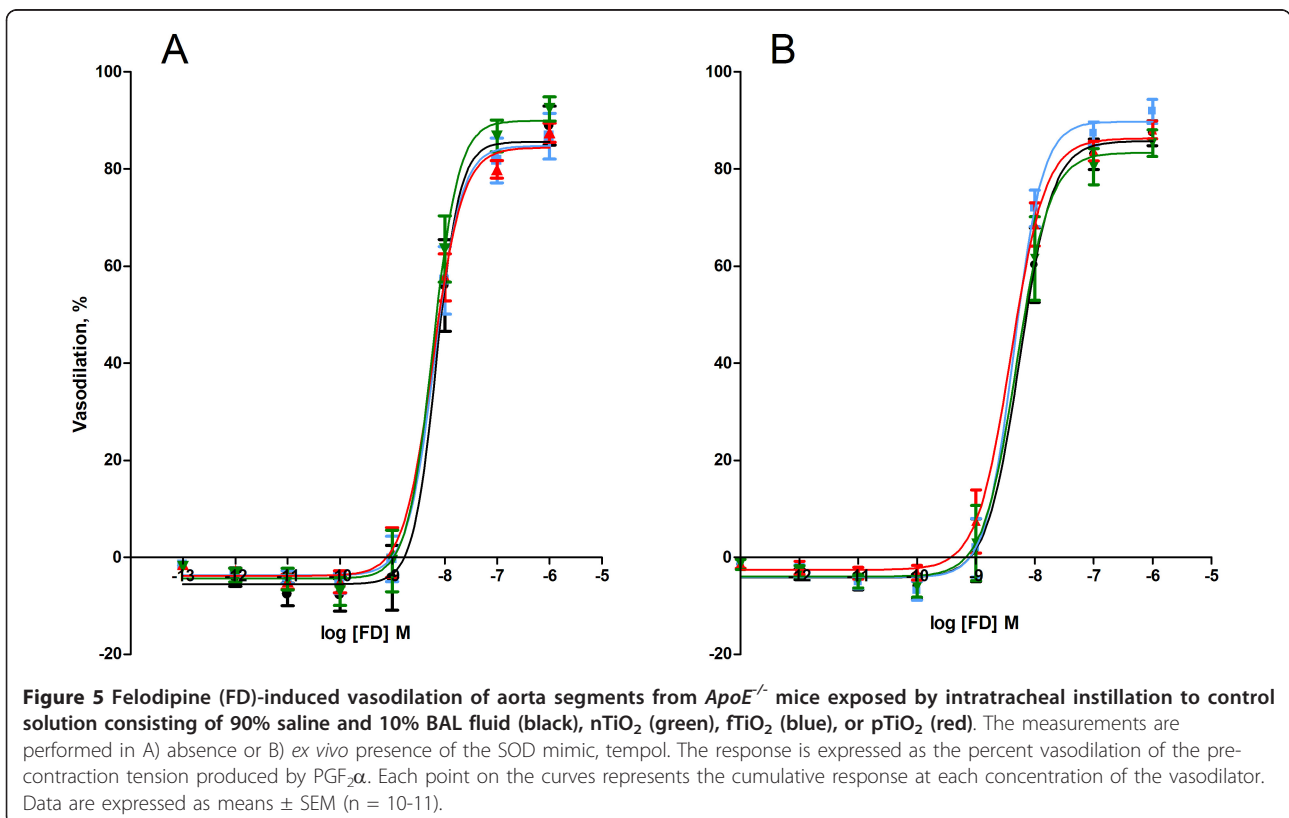 A
B
100
80
60
40
20
0
-20
Vasodilation, %
-13 -12 -11 -10 -9 -8 -7 -6 -5
log [FD] M
100
80
60
40
20
0
-20
-12 -11 -10 -9 -8 -7 -6 -5
log [FD] M
Figure 5 Felodipine (FD)-induced vasodilation of aorta segments from ApoE⁻/⁻ mice exposed by intratracheal instillation to control
solution consisting of 90% saline and 10% BAL fluid (black), nTiO₂ (green), fTiO₂ (blue), or pTiO₂ (red). The measurements are
performed in A) absence or B) ex vivo presence of the SOD mimic, tempol. The response is expressed as the percent vasodilation of the pre-
contraction tension produced by PGF₂α. Each point on the curves represents the cumulative response at each concentration of the vasodilator.
Data are expressed as means ± SEM (n = 10-11).